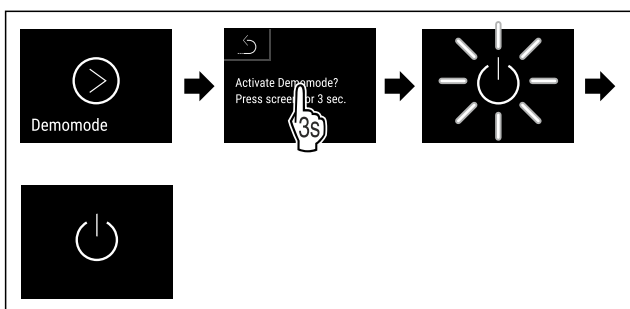 Demomode
Activate Demomode?
Press screen for 3 sec.
3s